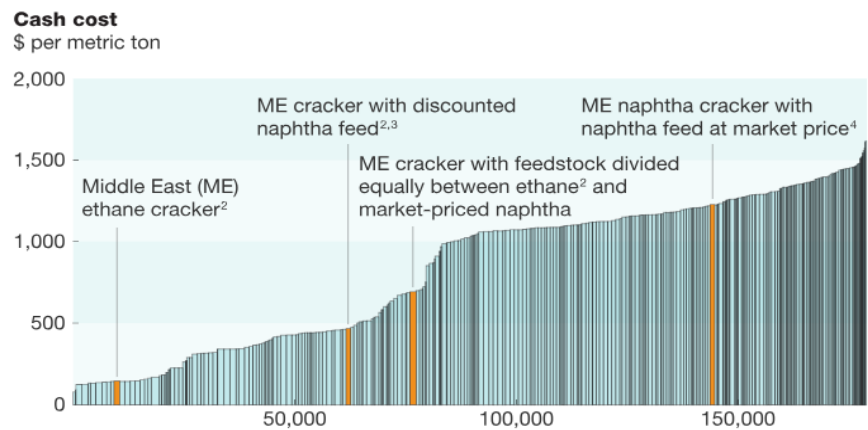 Cash cost
$ per metric ton
2,000
1,500
1,000
500
0
Middle East (ME)
ethane cracker²
ME cracker with discounted
naphtha feed²,³
ME cracker with feedstock divided
equally between ethane² and
market-priced naphtha
ME naphtha cracker with
naphtha feed at market price⁴
50,000
100,000
150,000